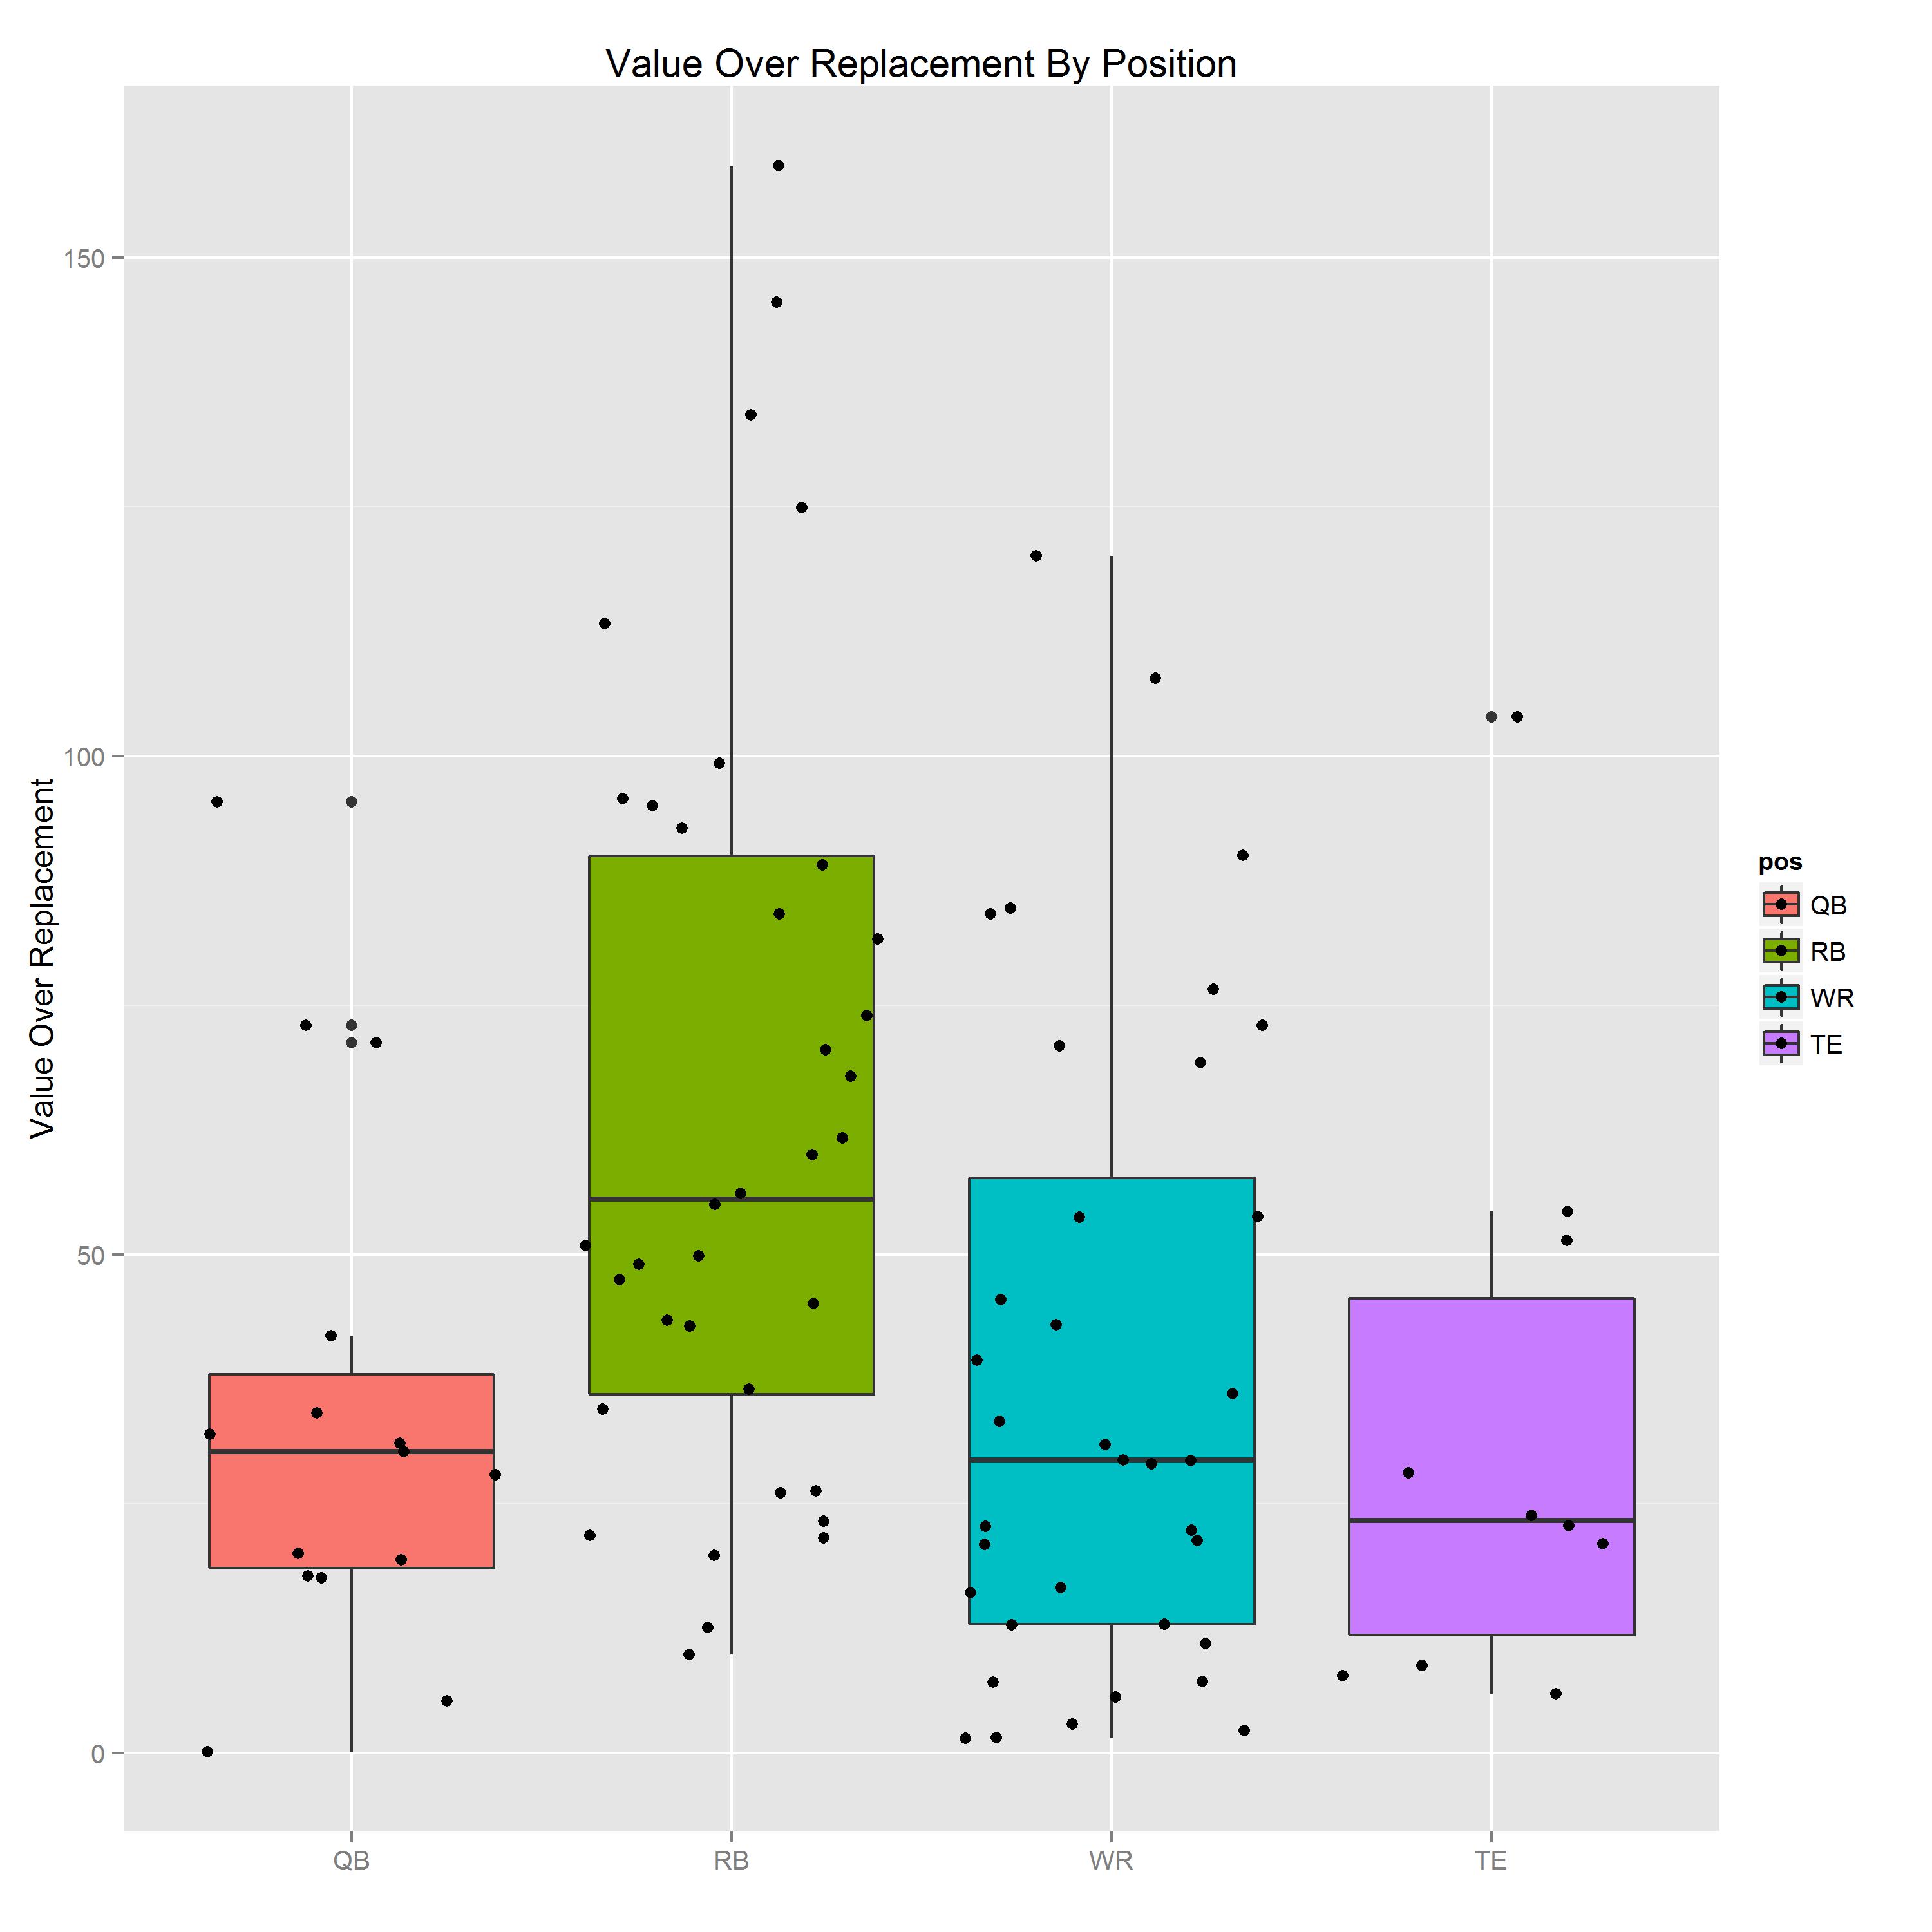 Value Over Replacement By Position
Value Over Replacement
150
100
50
0
QB
RB
WR
TE
pos
QB
RB
WR
TE